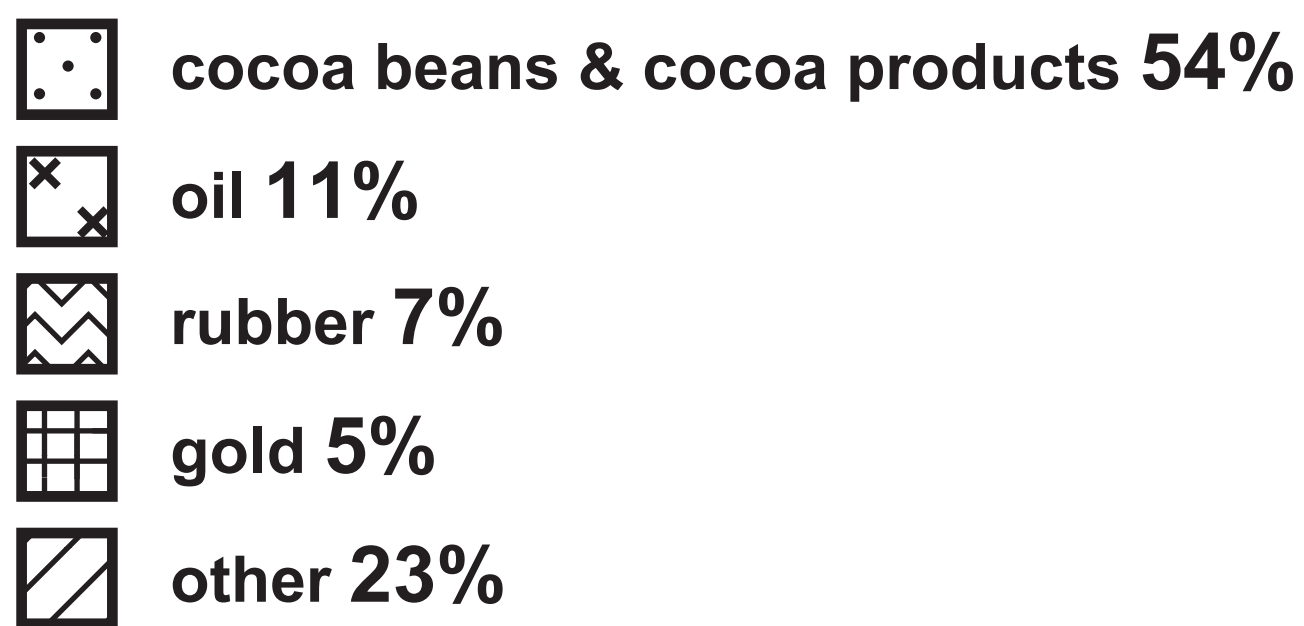 cocoa beans & cocoa products 54%
oil 11%
rubber 7%
gold 5%
other 23%